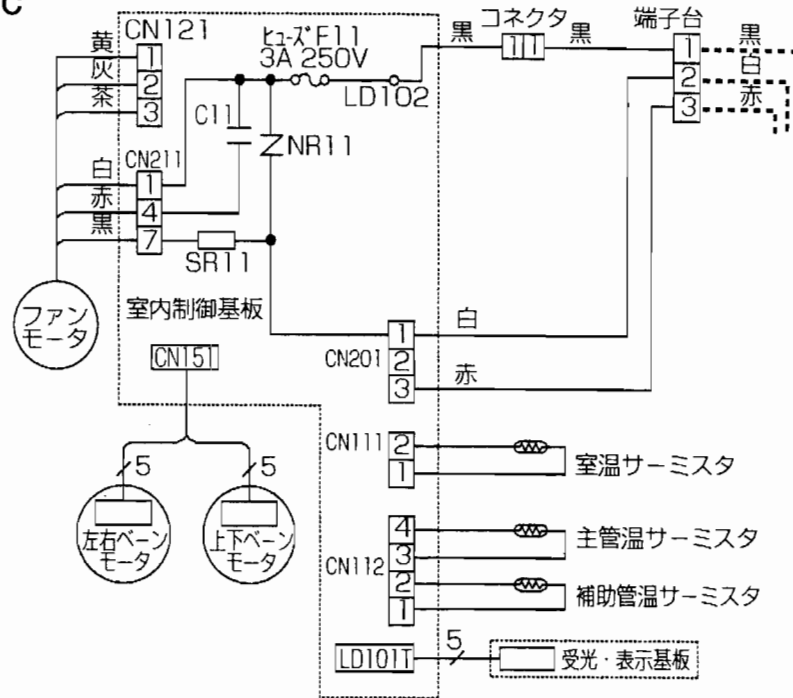 C
CN121
黄
灰
茶
1
2
3
ヒューズF11
3A 250V
LD102
黒
コネクタ
1 1
黒
端子台
1
2
3
黒
白
赤
C11
NR11
CN211
白
赤
黒
1
4
7
SR11
ファン
モータ
室内制御基板
CN151
5
5
左右ベーン
モータ
上下ベーン
モータ
CN201
1
2
3
白
赤
CN111
2
1
室温サーミスタ
CN112
4
3
2
1
主管温サーミスタ
補助管温サーミスタ
LD101T
5
受光・表示基板